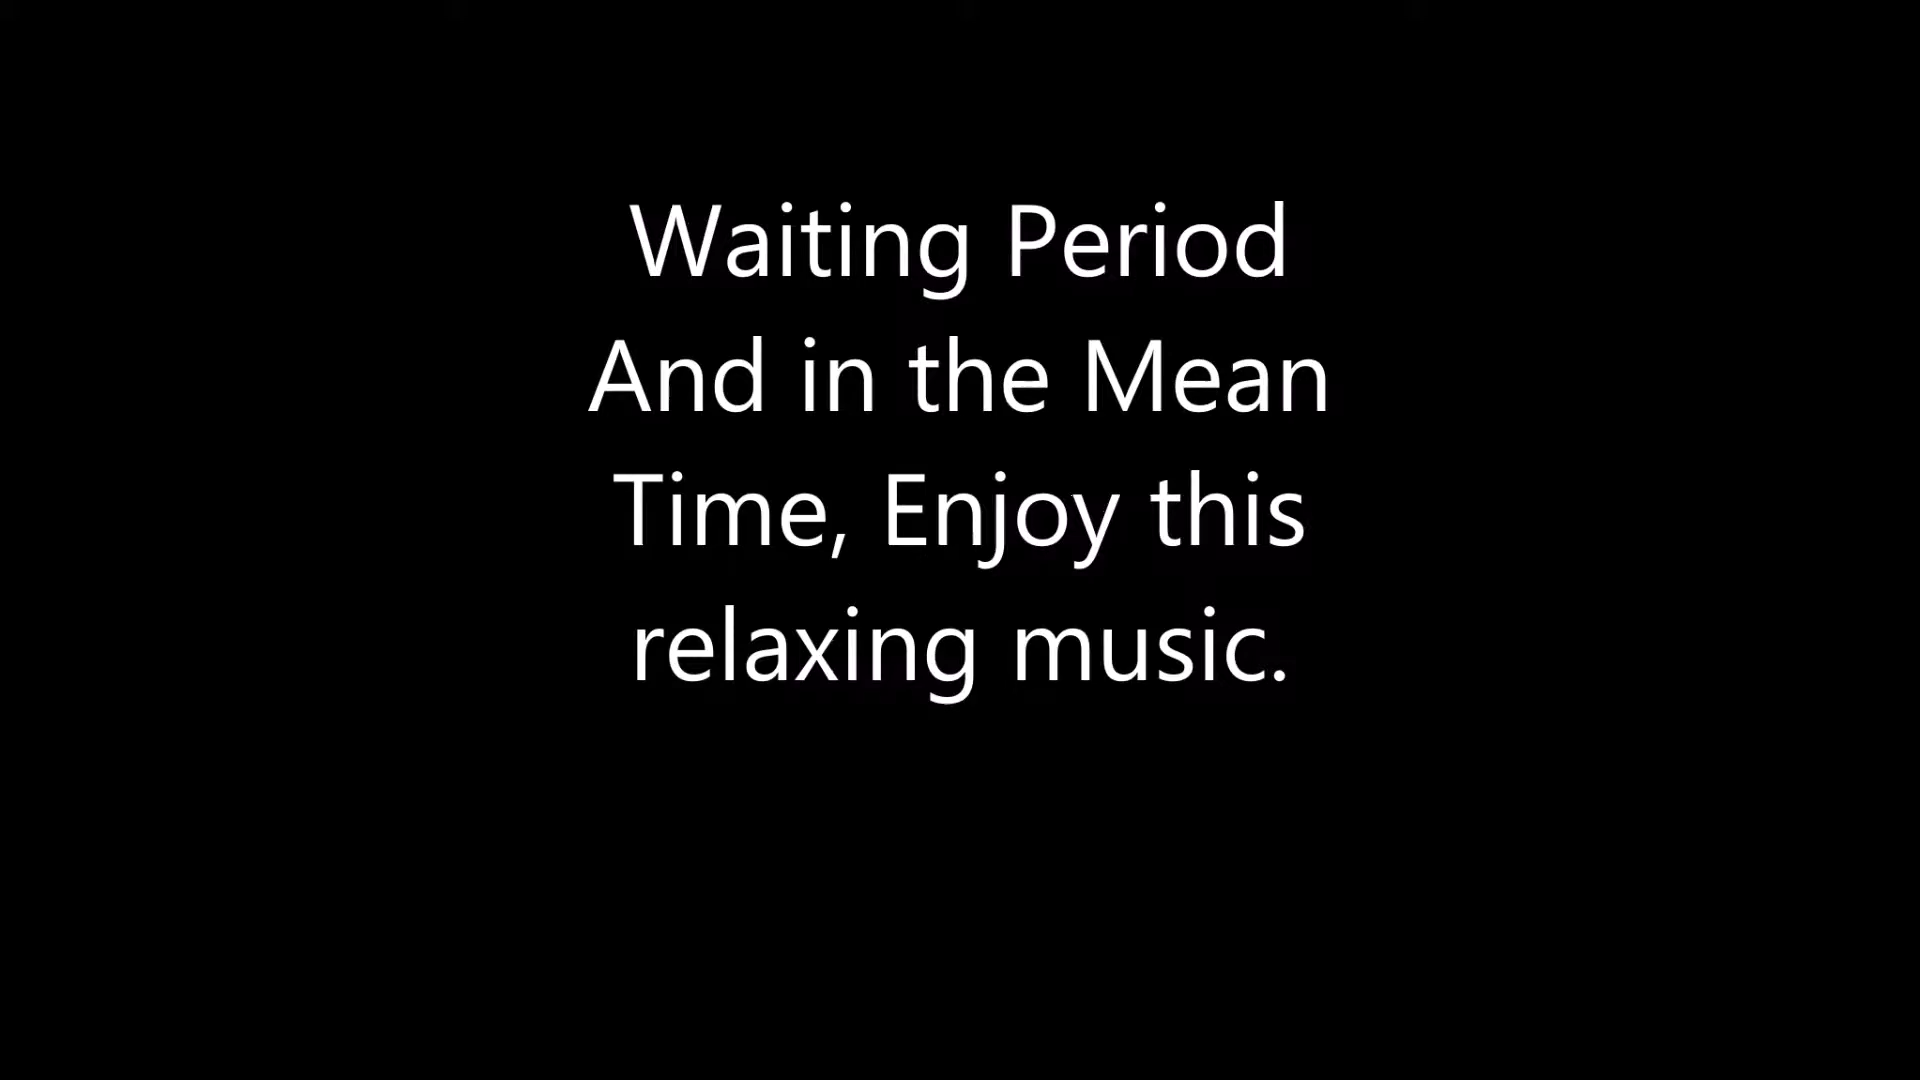 Waiting Period
And in the Mean
Time, Enjoy this
relaxing music.